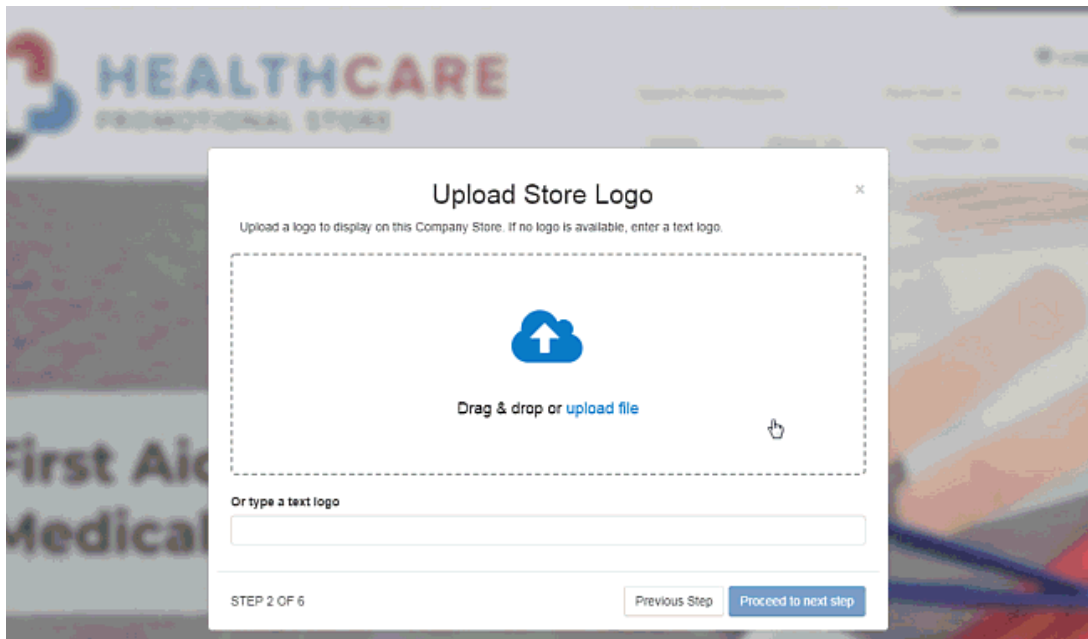 HEALTHCARE
PROMOTIONAL STORE
Upload Store Logo
×
Upload a logo to display on this Company Store. If no logo is available, enter a text logo.
Drag & drop or upload file
First Aid
Medical
Or type a text logo
STEP 2 OF 6
Previous Step
Proceed to next step